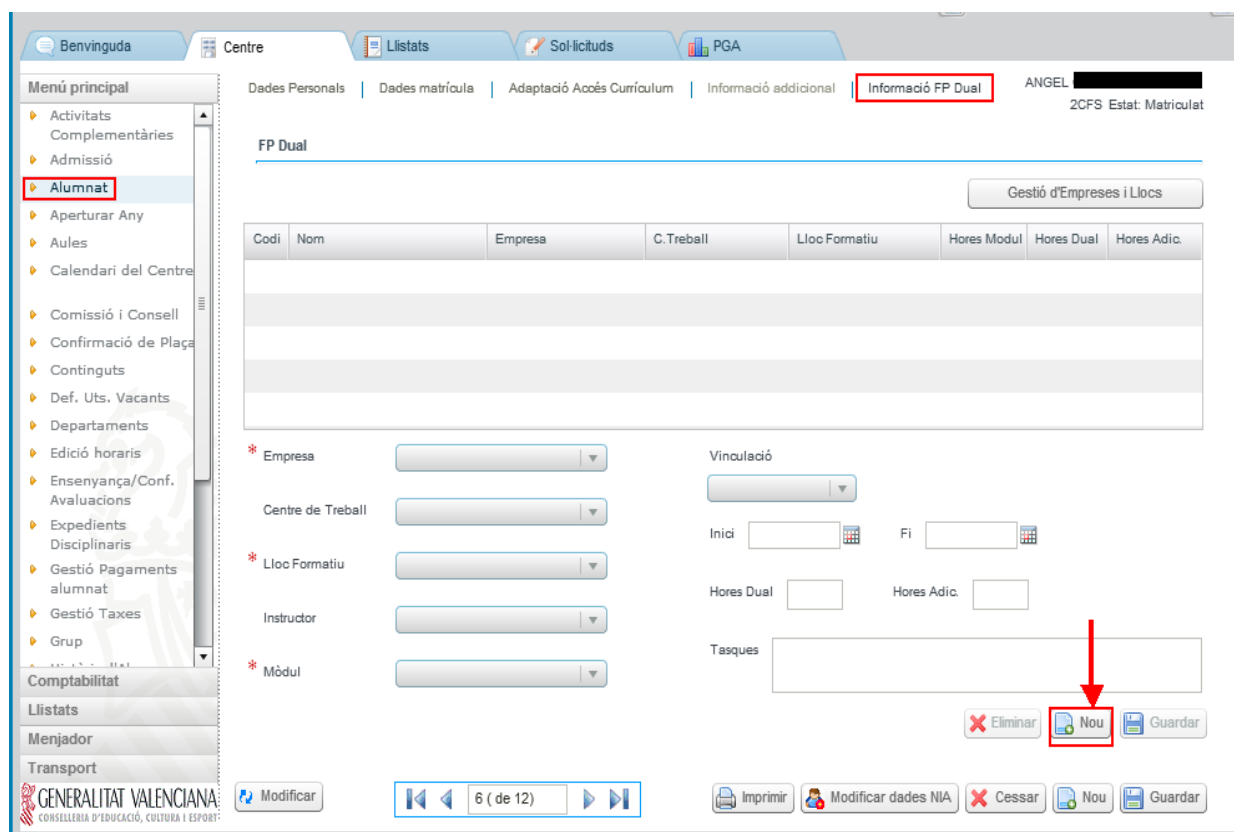 Benvinguda
Centre
Llistats
Sol·licituds
PGA
Menú principal
Activitats
Complementàries
Admissió
Alumnat
Aperturar Any
Aules
Calendari del Centre
Comissió i Consell
Confirmació de Plaça
Continguts
Def. Uts. Vacants
Departaments
Edició horaris
Ensenyança/Conf.
Avaluacions
Expedients
Disciplinaris
Gestió Pagaments
alumnat
Gestió Taxes
Grup
Comptabilitat
Llistats
Menjador
Transport
GENERALITAT VALENCIANA
CONSELLERIA D'EDUCACIÓ, CULTURA I ESPORT
Dades Personals | Dades matrícula | Adaptació Accés Currículum | Informació addicional | Informació FP Dual
ANGEL
2CFS Estat: Matriculat
FP Dual
Gestió d'Empreses i Llocs
Codi Nom Empresa C.Treball Lloc Formatiu Hores Modul Hores Dual Hores Adic.
* Empresa
Centre de Treball
* Lloc Formatiu
Instructor
* Mòdul
Vinculació
Inici Fi
Hores Dual Hores Adic.
Tasques
Eliminar Nou Guardar
Modificar 6 ( de 12) Imprimir Modificar dades NIA Cessar Nou Guardar